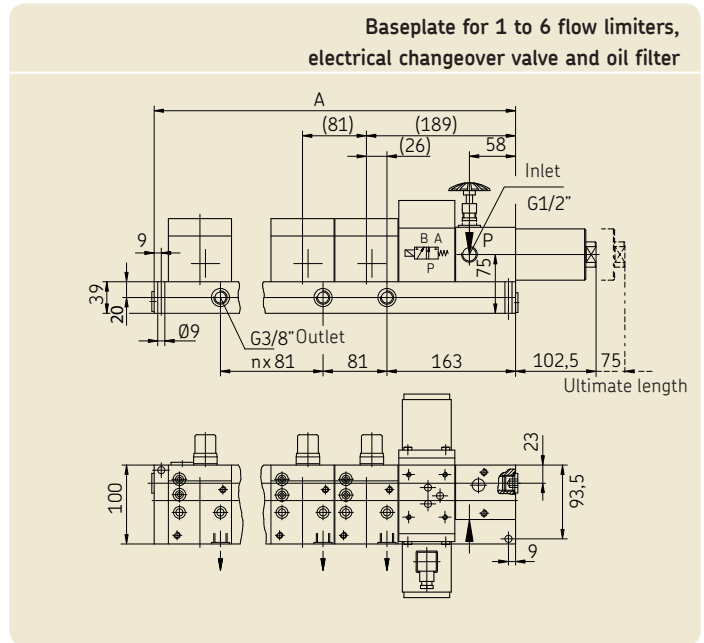 Baseplate for 1 to 6 flow limiters,
electrical changeover valve and oil filter
A
(81)
(189)
(26)
58
Inlet
G1/2"
9
B A
P
P
75
39
20
Ø9
G3/8" Outlet
n x 81
81
163
102,5
75
Ultimate length
100
23
93,5
9